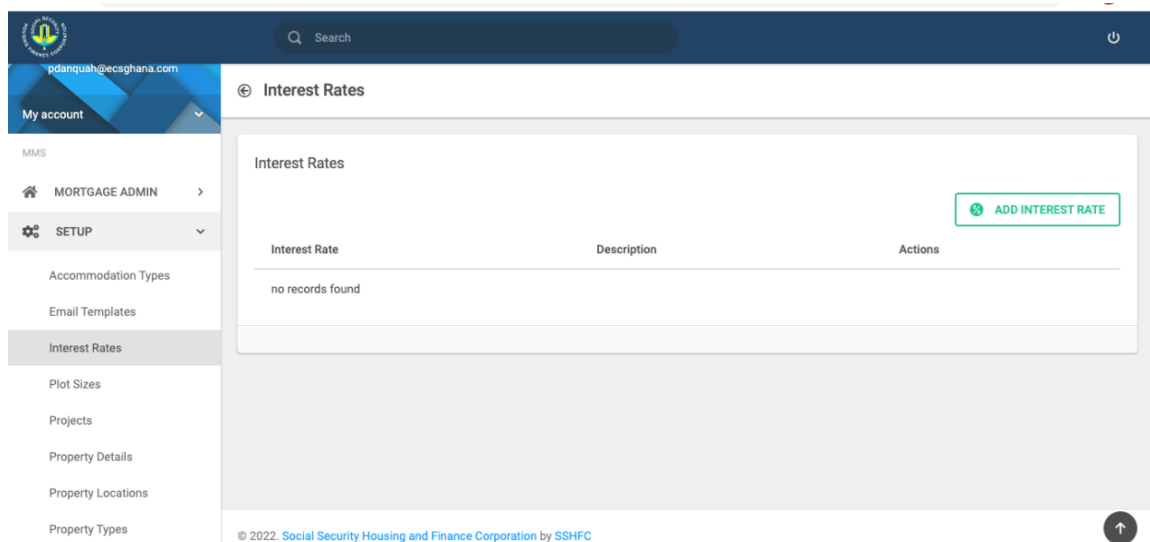 Search
pdanquah@ecsghana.com
My account
MMS
MORTGAGE ADMIN
SETUP
Accommodation Types
Email Templates
Interest Rates
Plot Sizes
Projects
Property Details
Property Locations
Property Types
Interest Rates
Interest Rates
ADD INTEREST RATE
Interest Rate Description Actions
no records found
© 2022. Social Security Housing and Finance Corporation by SSHFC